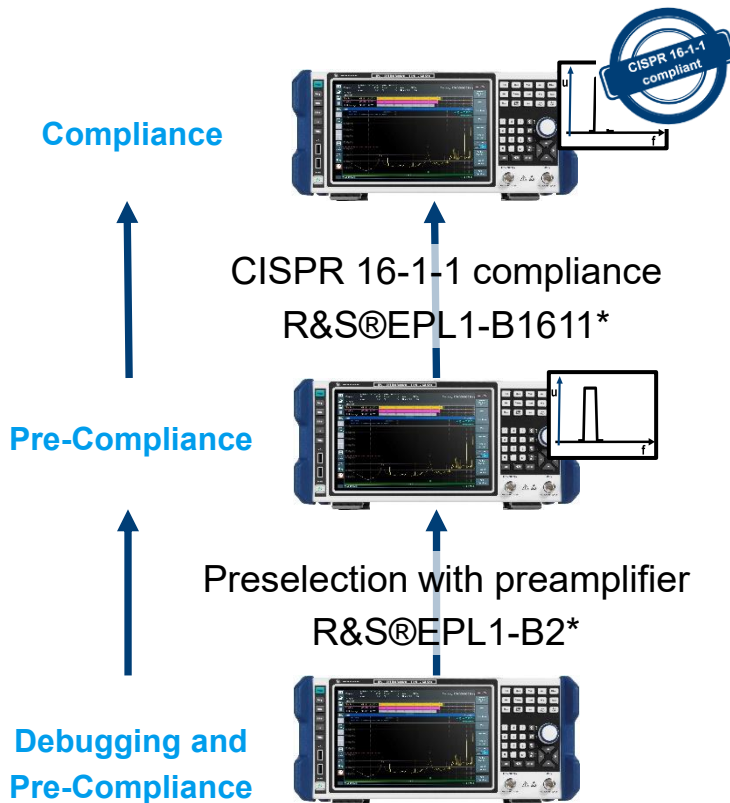 CISPR 16-1-1
compliant
u
f
Compliance
CISPR 16-1-1 compliance
R&S®EPL1-B1611*
u
f
Pre-Compliance
Preselection with preamplifier
R&S®EPL1-B2*
Debugging and
Pre-Compliance